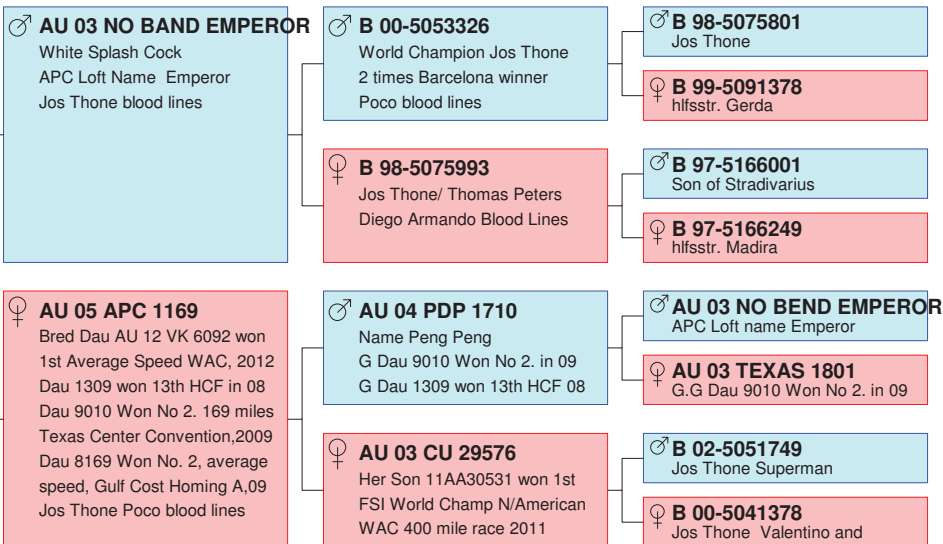 AU 03 NO BAND EMPEROR
White Splash Cock
APC Loft Name Emperor
Jos Thone blood lines
B 00-5053326
World Champion Jos Thone
2 times Barcelona winner
Poco blood lines
B 98-5075801
Jos Thone
B 99-5091378
hlfsstr. Gerda
B 98-5075993
Jos Thone/ Thomas Peters
Diego Armando Blood Lines
B 97-5166001
Son of Stradivarius
B 97-5166249
hlfsstr. Madira
AU 05 APC 1169
Bred Dau AU 12 VK 6092 won
1st Average Speed WAC, 2012
Dau 1309 won 13th HCF in 08
Dau 9010 Won No 2. 169 miles
Texas Center Convention,2009
Dau 8169 Won No. 2, average
speed, Gulf Cost Homing A,09
Jos Thone Poco blood lines
AU 04 PDP 1710
Name Peng Peng
G Dau 9010 Won No 2. in 09
G Dau 1309 won 13th HCF 08
AU 03 NO BEND EMPEROR
APC Loft name Emperor
AU 03 TEXAS 1801
G.G Dau 9010 Won No 2. in 09
AU 03 CU 29576
Her Son 11AA30531 won 1st
FSI World Champ N/American
WAC 400 mile race 2011
B 02-5051749
Jos Thone Superman
B 00-5041378
Jos Thone Valentino and